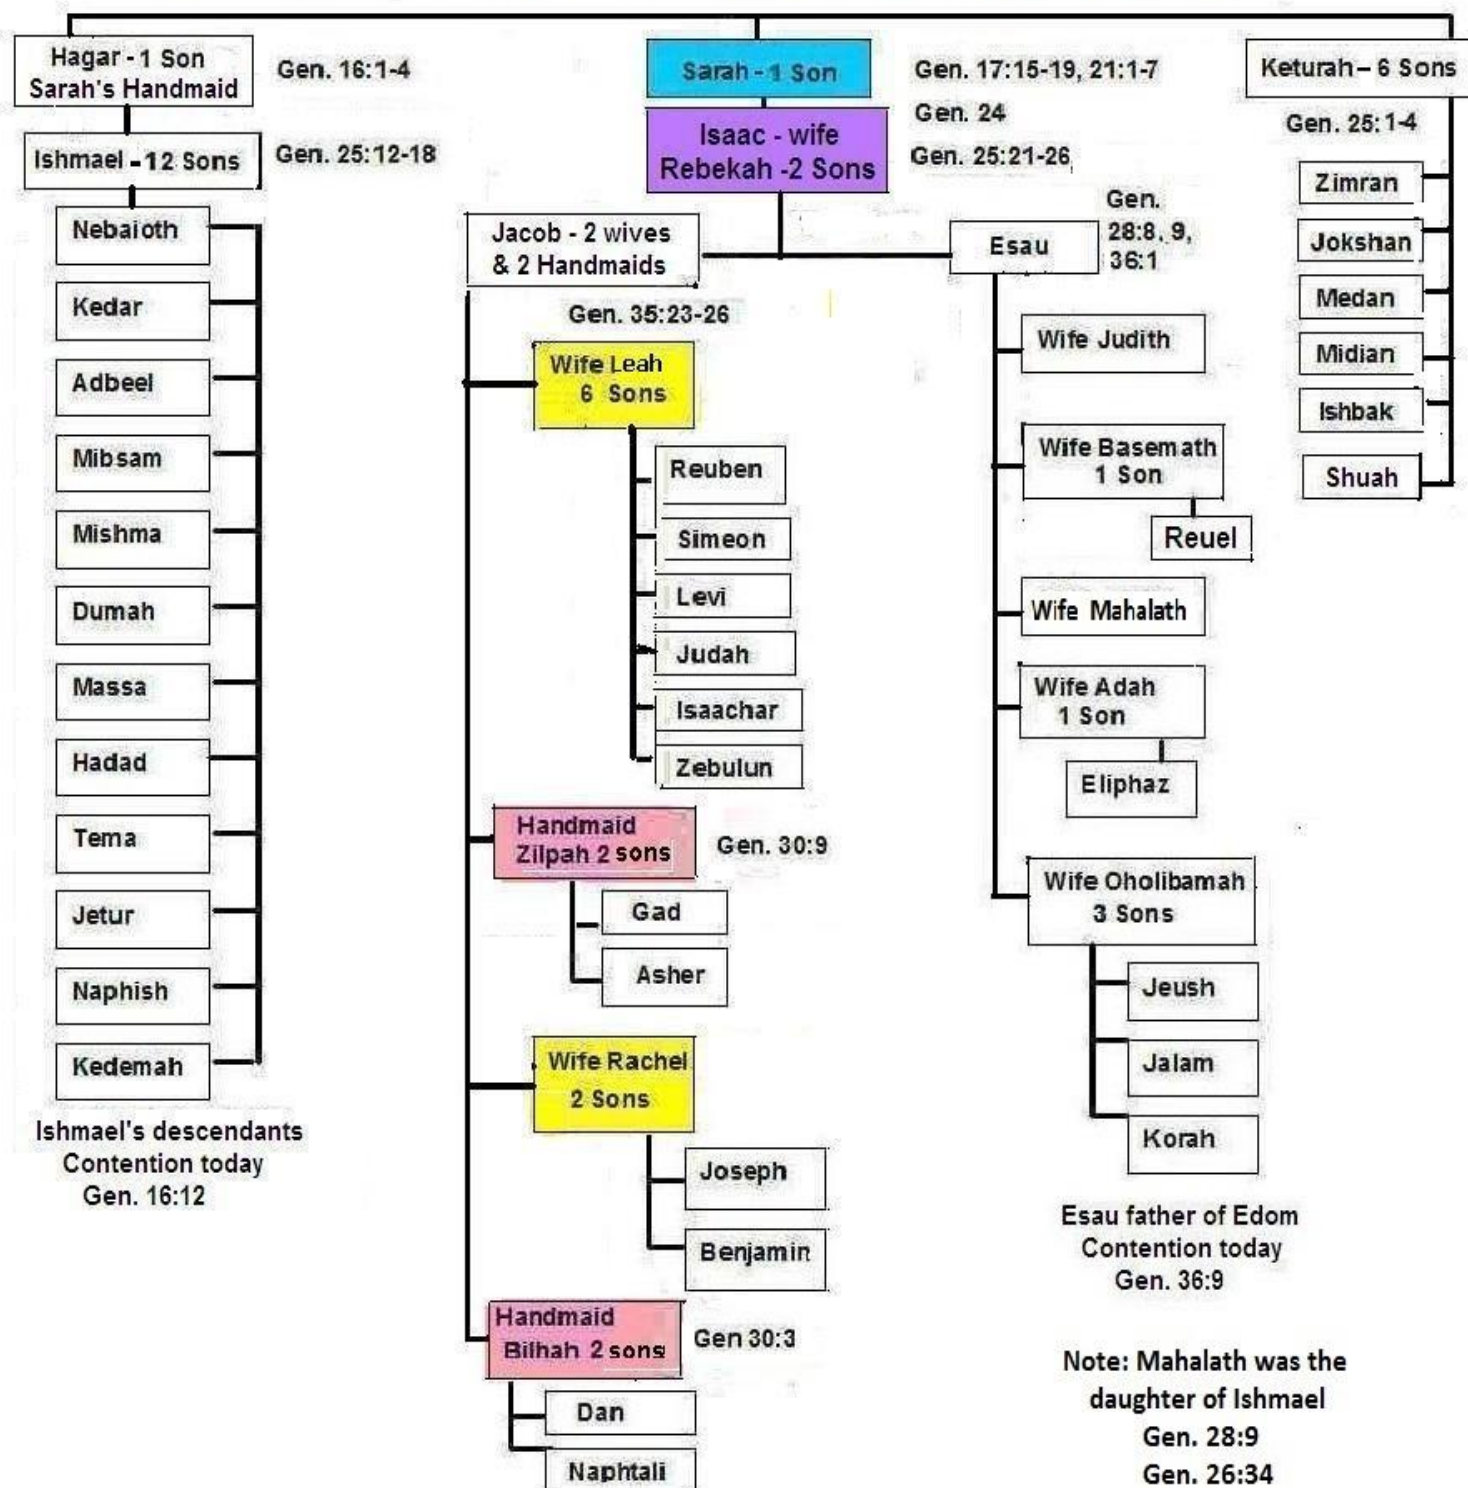 Hagar - 1 Son
Sarah's Handmaid
Gen. 16:1-4
Ishmael - 12 Sons
Gen. 25:12-18
Nebaioth
Kedar
Adbeel
Mibsam
Mishma
Dumah
Massa
Hadad
Tema
Jetur
Naphish
Kedemah
Ishmael's descendants
Contention today
Gen. 16:12
Sarah - 1 Son
Gen. 17:15-19, 21:1-7
Isaac - wife
Rebekah - 2 Sons
Gen. 24
Gen. 25:21-26
Jacob - 2 wives
& 2 Handmaids
Gen. 35:23-26
Wife Leah
6 Sons
Reuben
Simeon
Levi
Judah
Isaachar
Zebulun
Handmaid
Zilpah 2 sons
Gen. 30:9
Gad
Asher
Wife Rachel
2 Sons
Joseph
Benjamin
Handmaid
Bilhah 2 sons
Gen 30:3
Dan
Naphtali
Esau
Gen.
28:8, 9,
36:1
Wife Judith
Wife Basemath
1 Son
Reuel
Wife Mahalath
Wife Adah
1 Son
Eliphaz
Wife Oholibamah
3 Sons
Jeush
Jalam
Korah
Esau father of Edom
Contention today
Gen. 36:9
Note: Mahalath was the
daughter of Ishmael
Gen. 28:9
Gen. 26:34
Keturah - 6 Sons
Gen. 25:1-4
Zimran
Jokshan
Medan
Midian
Ishbak
Shuah